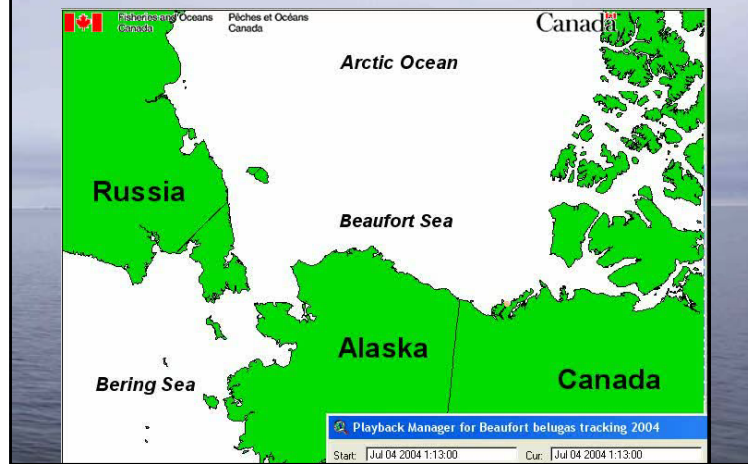 Fisheries and Oceans Pêches et Océans
Canada Canada
Canada
Arctic Ocean
Russia
Beaufort Sea
Alaska
Canada
Bering Sea
Playback Manager for Beaufort belugas tracking 2004
Start: Jul 04 2004 1:13:00 Cur: Jul 04 2004 1:13:00